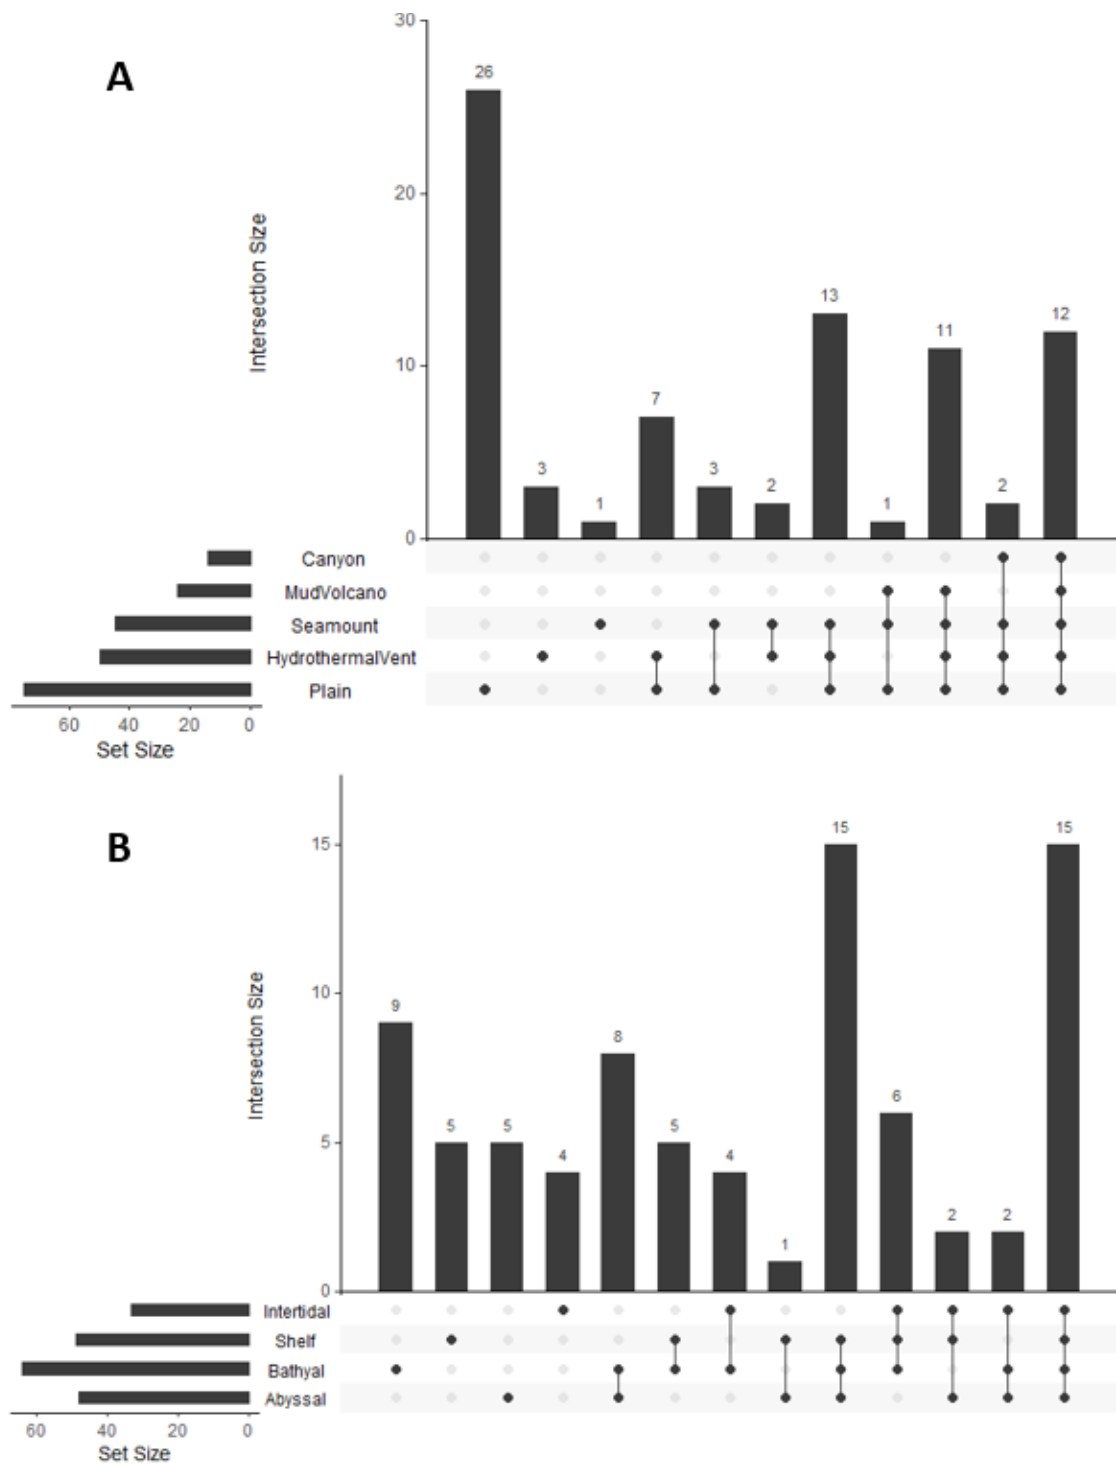 A
Intersection Size
30
20
10
0
26
3
1
7
3
2
13
1
11
2
12
Canyon
MudVolcano
Seamount
HydrothermalVent
Plain
60 40 20 0
Set Size
B
Intersection Size
15
10
5
0
9
5
5
4
8
5
4
1
15
6
2
2
15
Intertidal
Shelf
Bathyal
Abyssal
60 40 20 0
Set Size